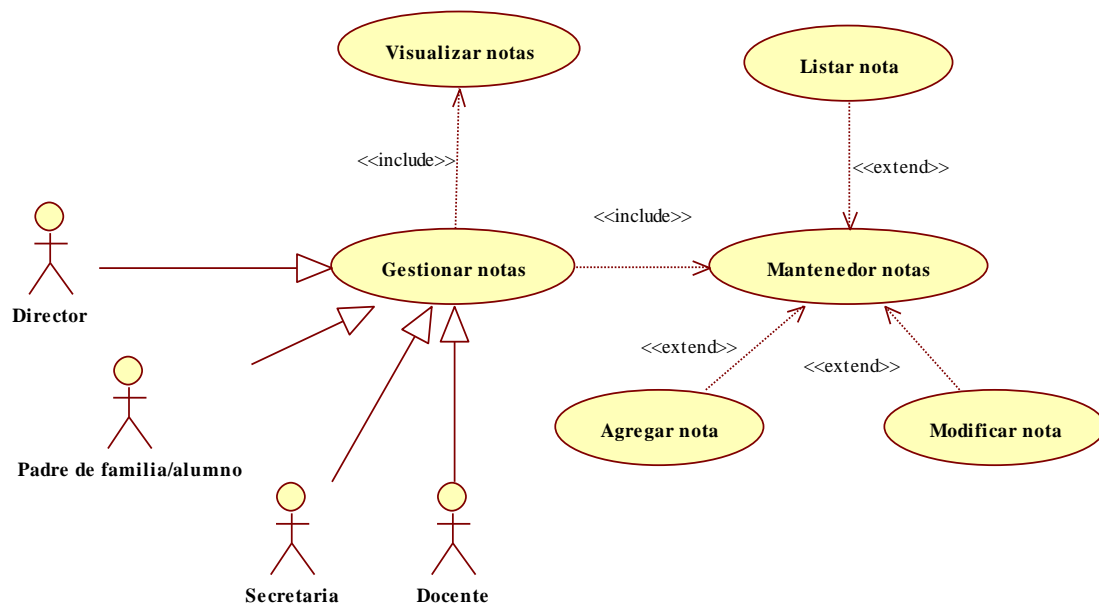 Visualizar notas
Listar nota
<<include>>
<<extend>>
<<include>>
Gestionar notas
Mantenedor notas
Director
<<extend>>
<<extend>>
Agregar nota
Modificar nota
Padre de familia/alumno
Secretaria
Docente